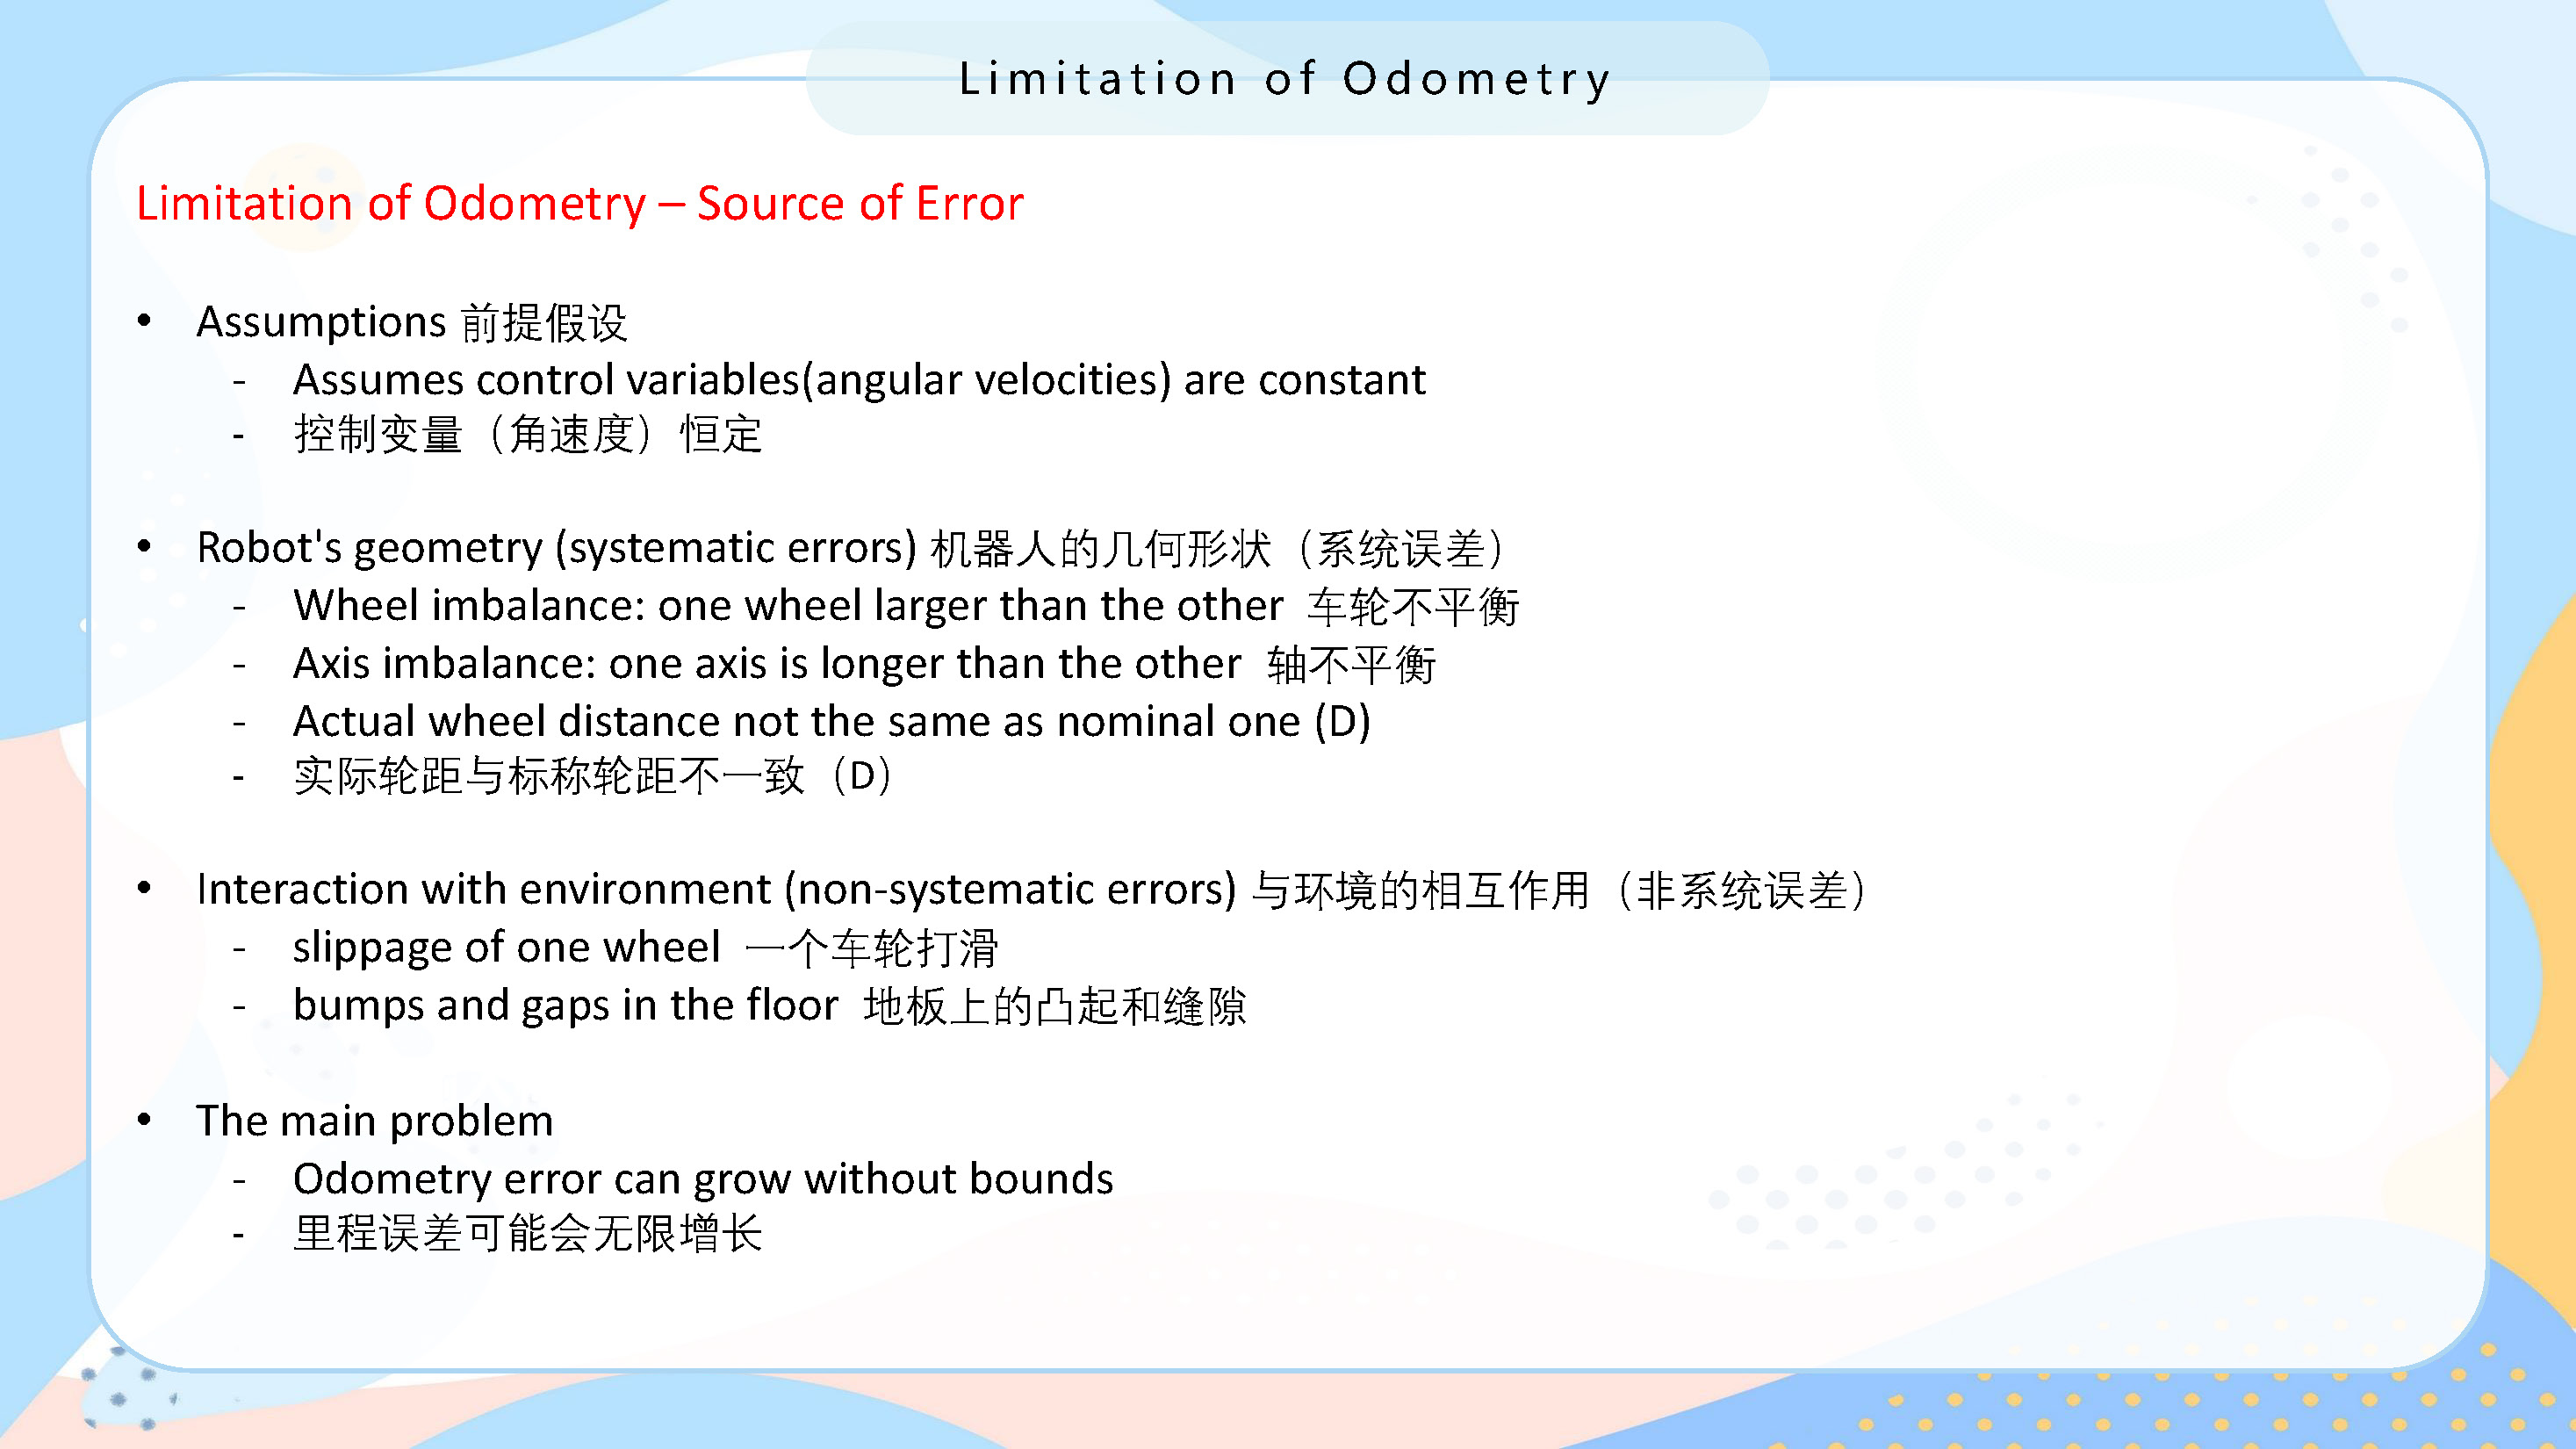 Limitation of Odometry
Limitation of Odometry – Source of Error
• Assumptions 前提假设
- Assumes control variables(angular velocities) are constant
- 控制变量（角速度）恒定
• Robot's geometry (systematic errors) 机器人的几何形状（系统误差）
- Wheel imbalance: one wheel larger than the other 车轮不平衡
- Axis imbalance: one axis is longer than the other 轴不平衡
- Actual wheel distance not the same as nominal one (D)
- 实际轮距与标称轮距不一致（D）
• Interaction with environment (non-systematic errors) 与环境的相互作用（非系统误差）
- slippage of one wheel 一个车轮打滑
- bumps and gaps in the floor 地板上的凸起和缝隙
• The main problem
- Odometry error can grow without bounds
- 里程误差可能会无限增长